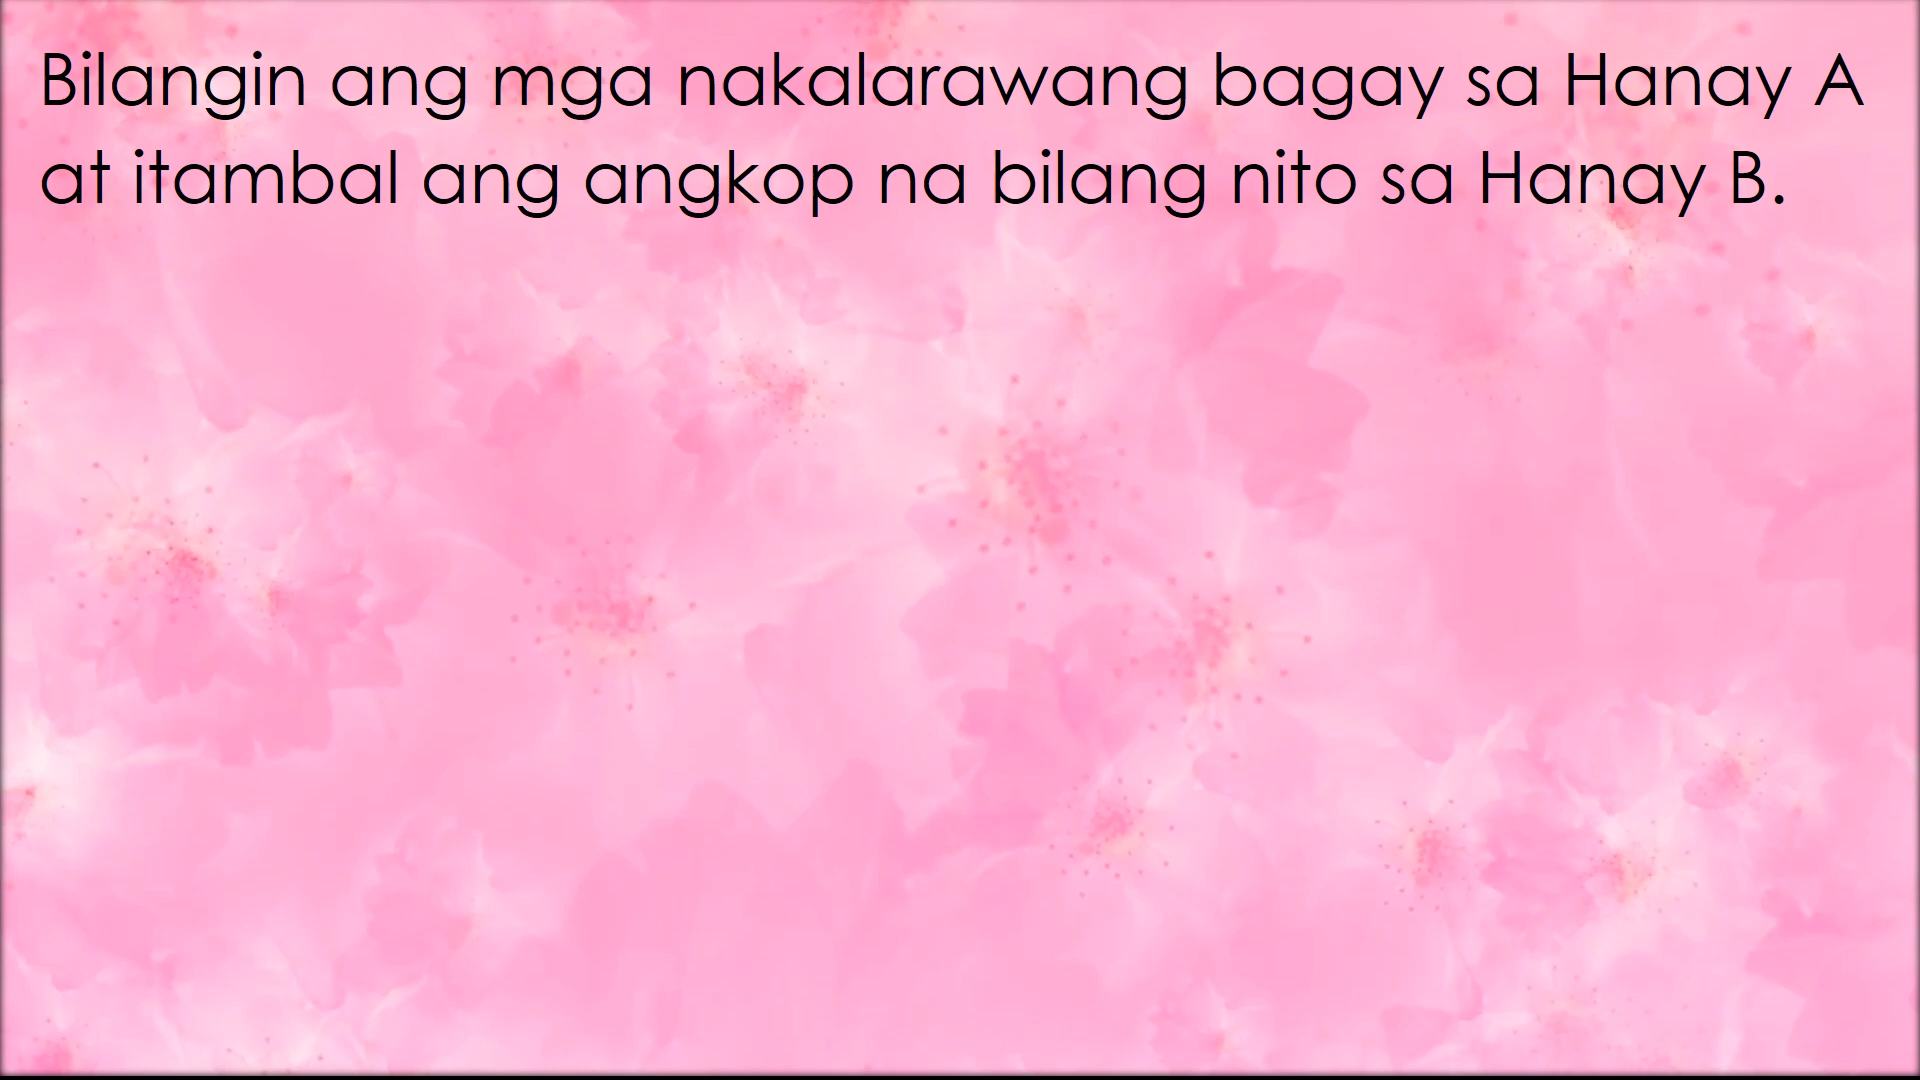 Bilangin ang mga nakalarawang bagay sa Hanay A
at itambal ang angkop na bilang nito sa Hanay B.